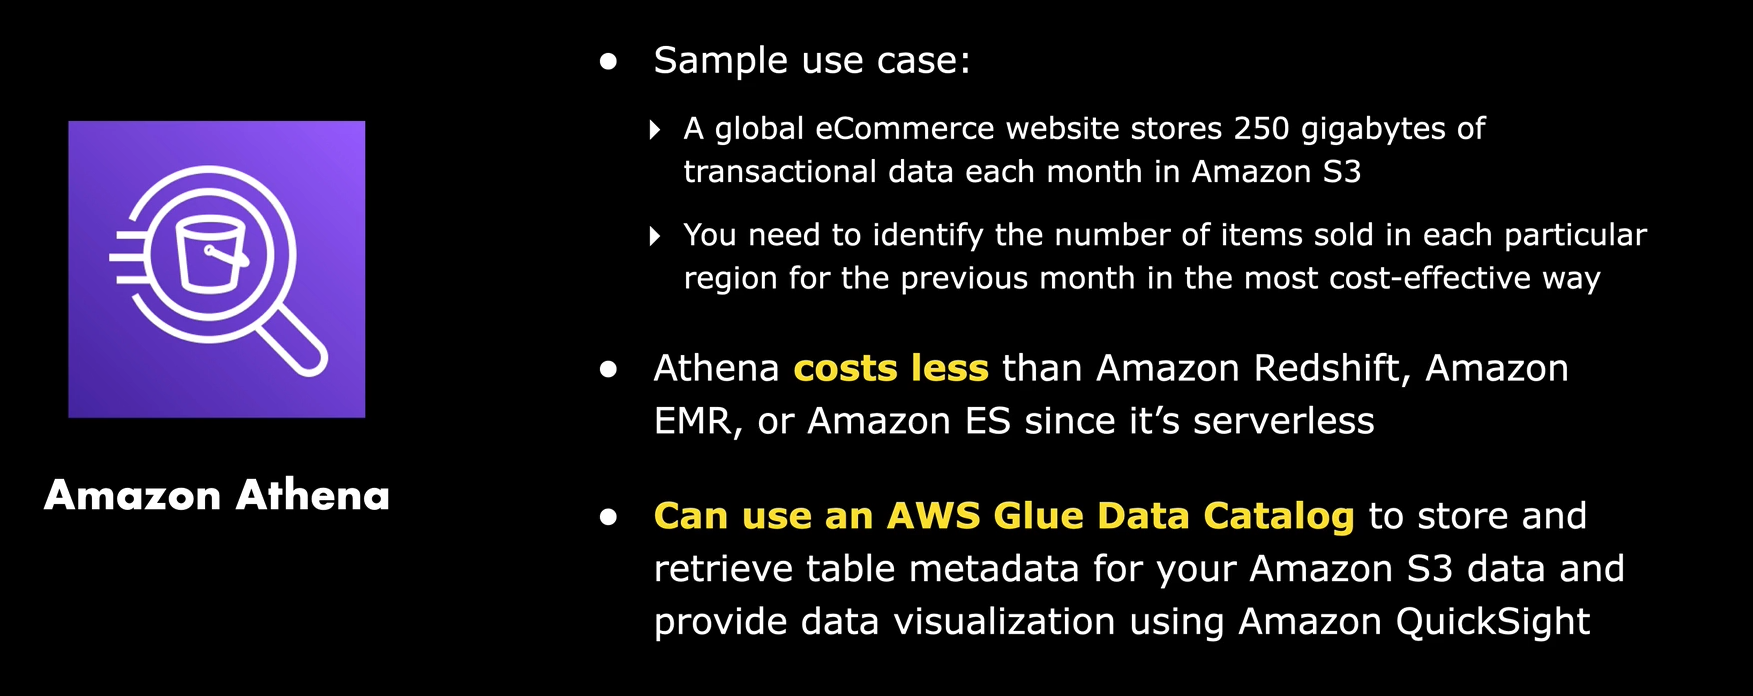 ● Sample use case:
▸ A global eCommerce website stores 250 gigabytes of
transactional data each month in Amazon S3
▸ You need to identify the number of items sold in each particular
region for the previous month in the most cost-effective way
● Athena costs less than Amazon Redshift, Amazon
EMR, or Amazon ES since it’s serverless
● Can use an AWS Glue Data Catalog to store and
retrieve table metadata for your Amazon S3 data and
provide data visualization using Amazon QuickSight
Amazon Athena